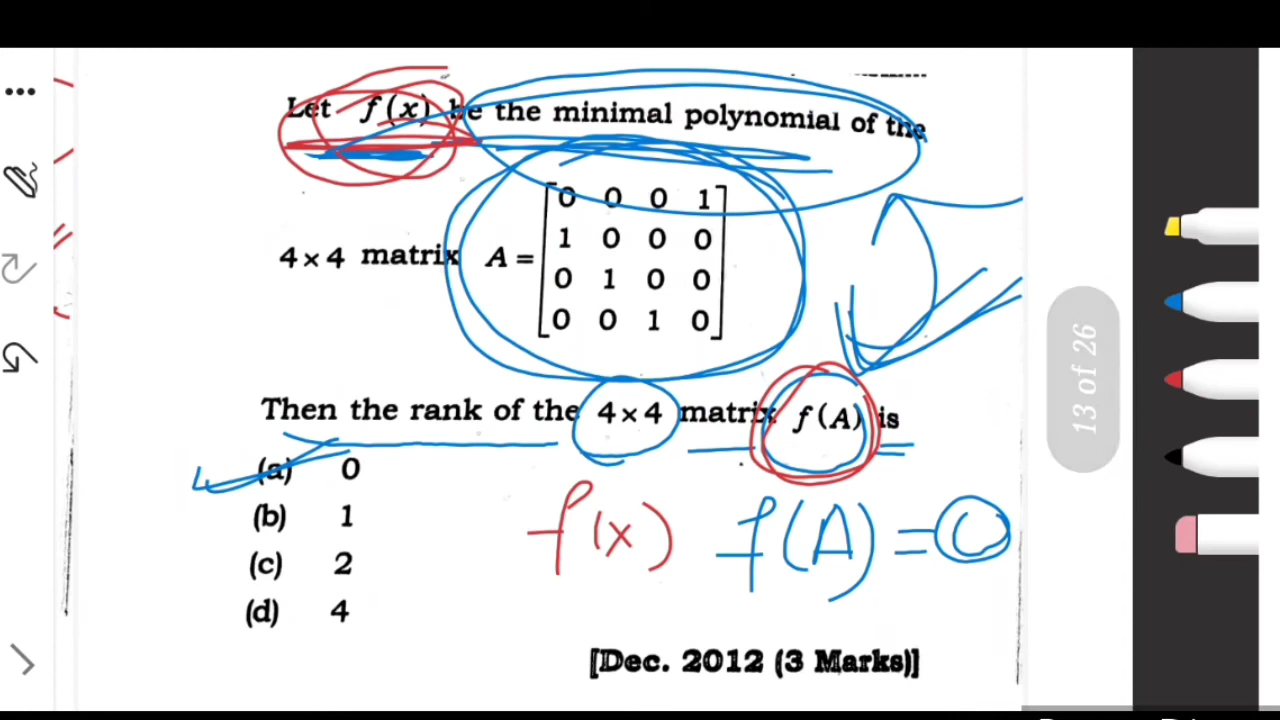 Let f(x) be the minimal polynomial of the
4×4 matrix A = [0 0 0 1
1 0 0 0
0 1 0 0
0 0 1 0]
Then the rank of the 4×4 matrix f(A) is
(a) 0
(b) 1
(c) 2
(d) 4
f(x) f(A) = 0
[Dec. 2012 (3 Marks)]
13 of 26